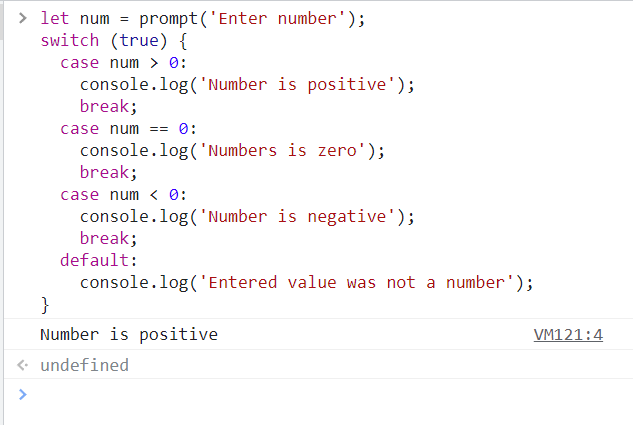 let num = prompt('Enter number');
switch (true) {
  case num > 0:
    console.log('Number is positive');
    break;
  case num == 0:
    console.log('Numbers is zero');
    break;
  case num < 0:
    console.log('Number is negative');
    break;
  default:
    console.log('Entered value was not a number');
}
Number is positive VM121:4
undefined